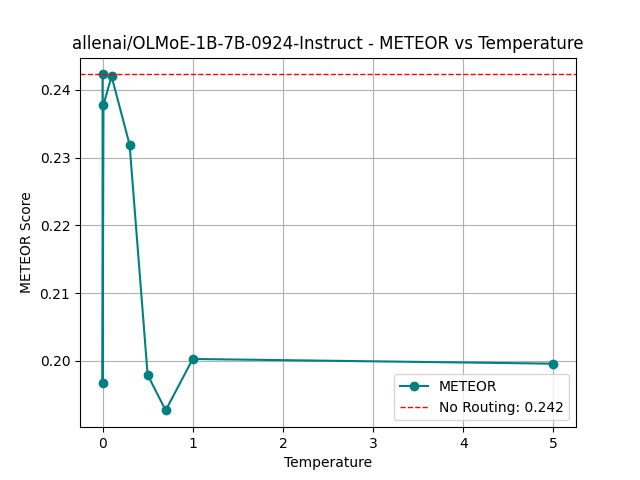 allenai/OLMoE-1B-7B-0924-Instruct - METEOR vs Temperature
METEOR Score
0.24
0.23
0.22
0.21
0.20
0 1 2 3 4 5
Temperature
METEOR
No Routing: 0.242